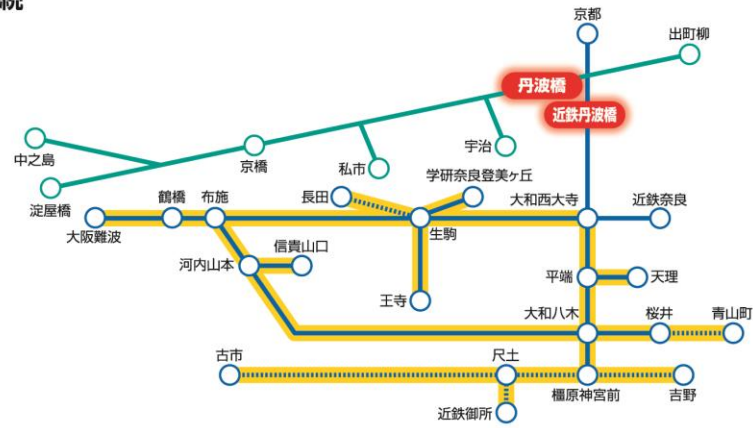 続
京都
出町柳
丹波橋
近鉄丹波橋
中之島
京橋
宇治
私市
淀屋橋
学研奈良登美ヶ丘
鶴橋
布施
長田
大和西大寺
近鉄奈良
大阪難波
生駒
信貴山口
河内山本
平端
天理
王寺
大和八木
桜井
青山町
古市
尺土
橿原神宮前
吉野
近鉄御所